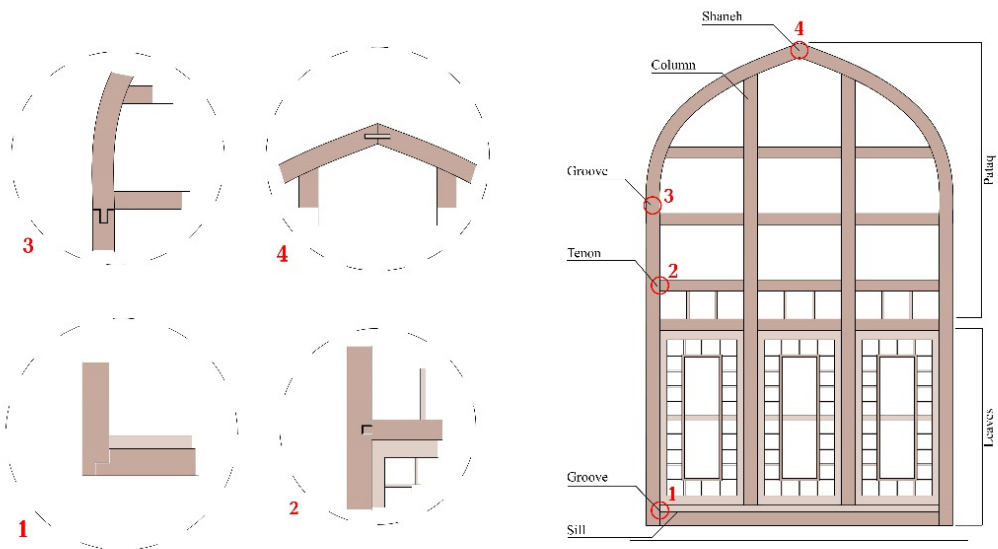 3
4
1
2
Shaneh
4
Column
Groove
3
Tenon
2
Groove
1
Sill
Pataq
Leaves